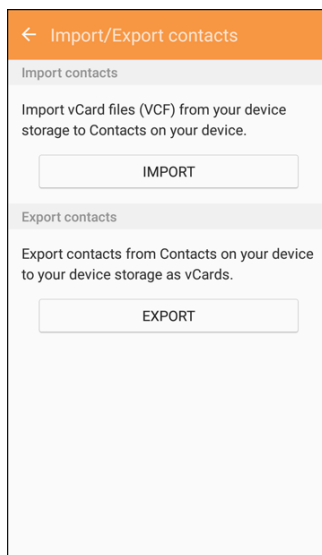 Import/Export contacts
Import contacts
Import vCard files (VCF) from your device
storage to Contacts on your device.
IMPORT
Export contacts
Export contacts from Contacts on your device
to your device storage as vCards.
EXPORT